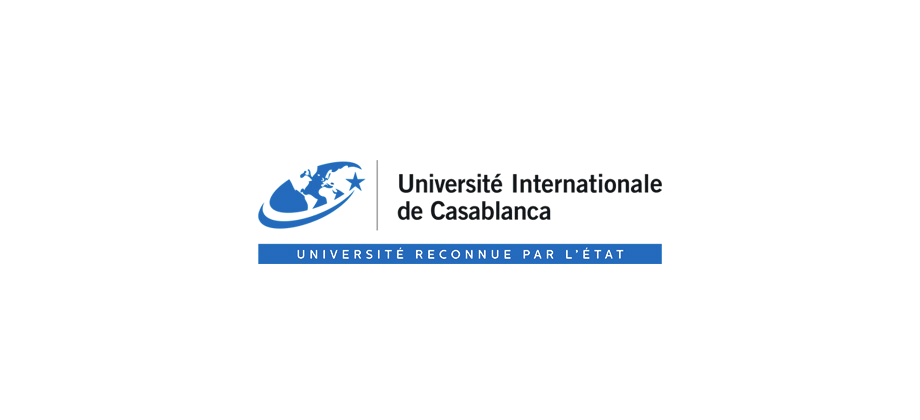 Université Internationale
de Casablanca
UNIVERSITÉ RECONNUE PAR L'ÉTAT